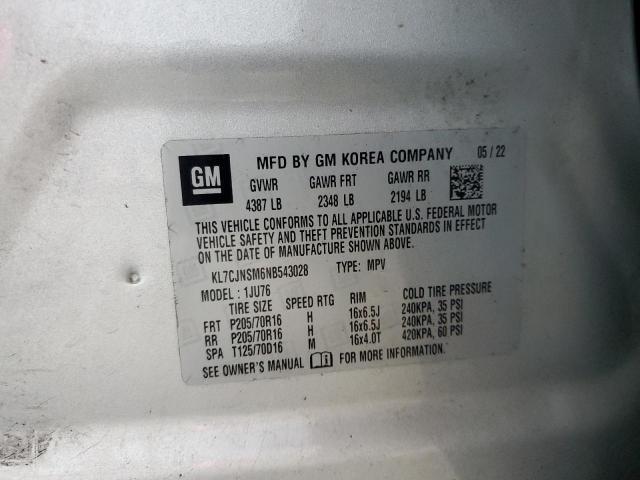 GM MFD BY GM KOREA COMPANY 05 / 22
GVWR GAWR FRT GAWR RR
4387 LB 2348 LB 2194 LB
THIS VEHICLE CONFORMS TO ALL APPLICABLE U.S. FEDERAL MOTOR
VEHICLE SAFETY AND THEFT PREVENTION STANDARDS IN EFFECT
ON THE DATE OF MANUFACTURE SHOWN ABOVE.
KL7CJNSM6NB543028 TYPE: MPV
MODEL : 1JU76
TIRE SIZE SPEED RTG RIM COLD TIRE PRESSURE
FRT P205/70R16 H 16x6.5J 240KPA, 35 PSI
RR P205/70R16 H 16x6.5J 240KPA, 35 PSI
SPA T125/70D16 M 16x4.0T 420KPA, 60 PSI
SEE OWNER'S MANUAL FOR MORE INFORMATION.